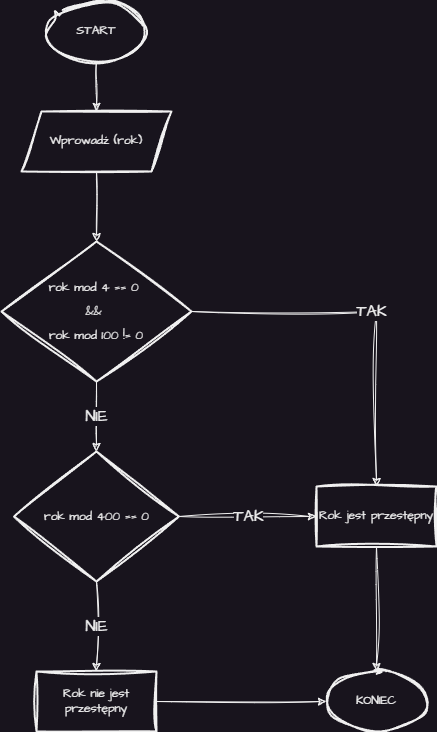 START
Wprowadź (rok)
rok mod 4 == 0
&&
rok mod 100 != 0
TAK
NIE
rok mod 400 == 0
TAK
Rok jest przestępny
NIE
Rok nie jest
przestępny
KONIEC